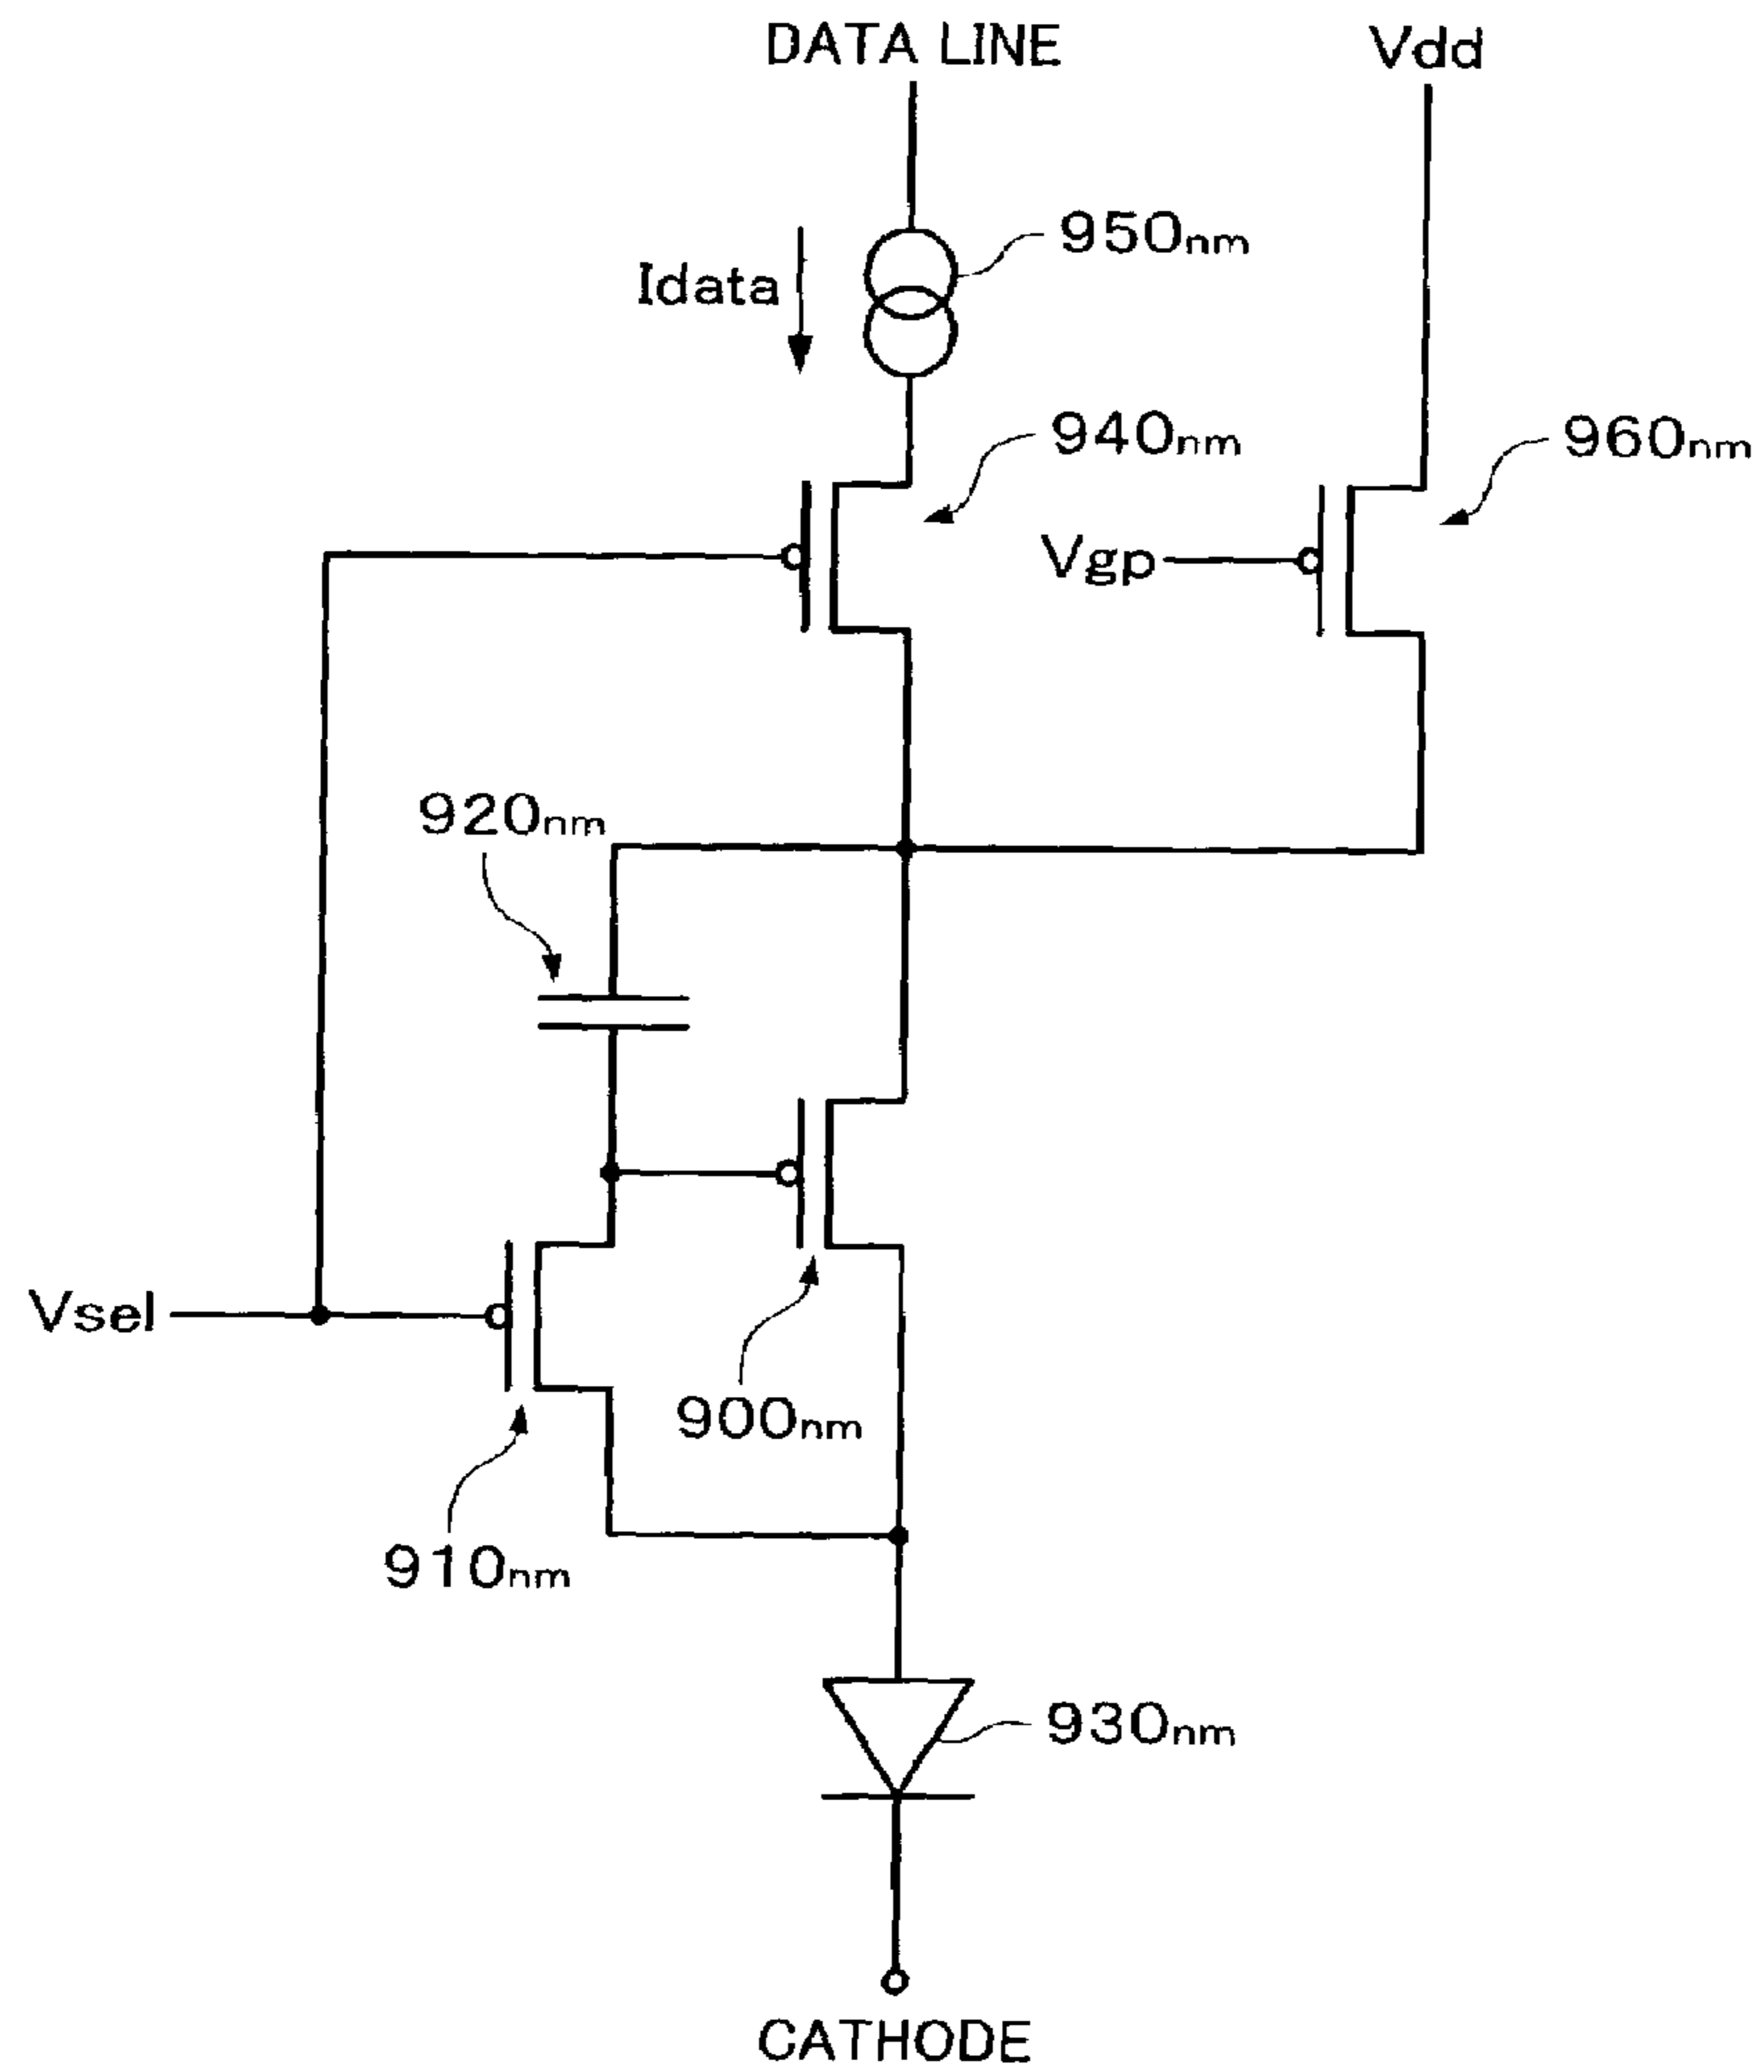 DATA LINE
Vdd
950nm
Idata
940nm
960nm
Vgp
920nm
Vsel
900nm
910nm
930nm
CATHODE